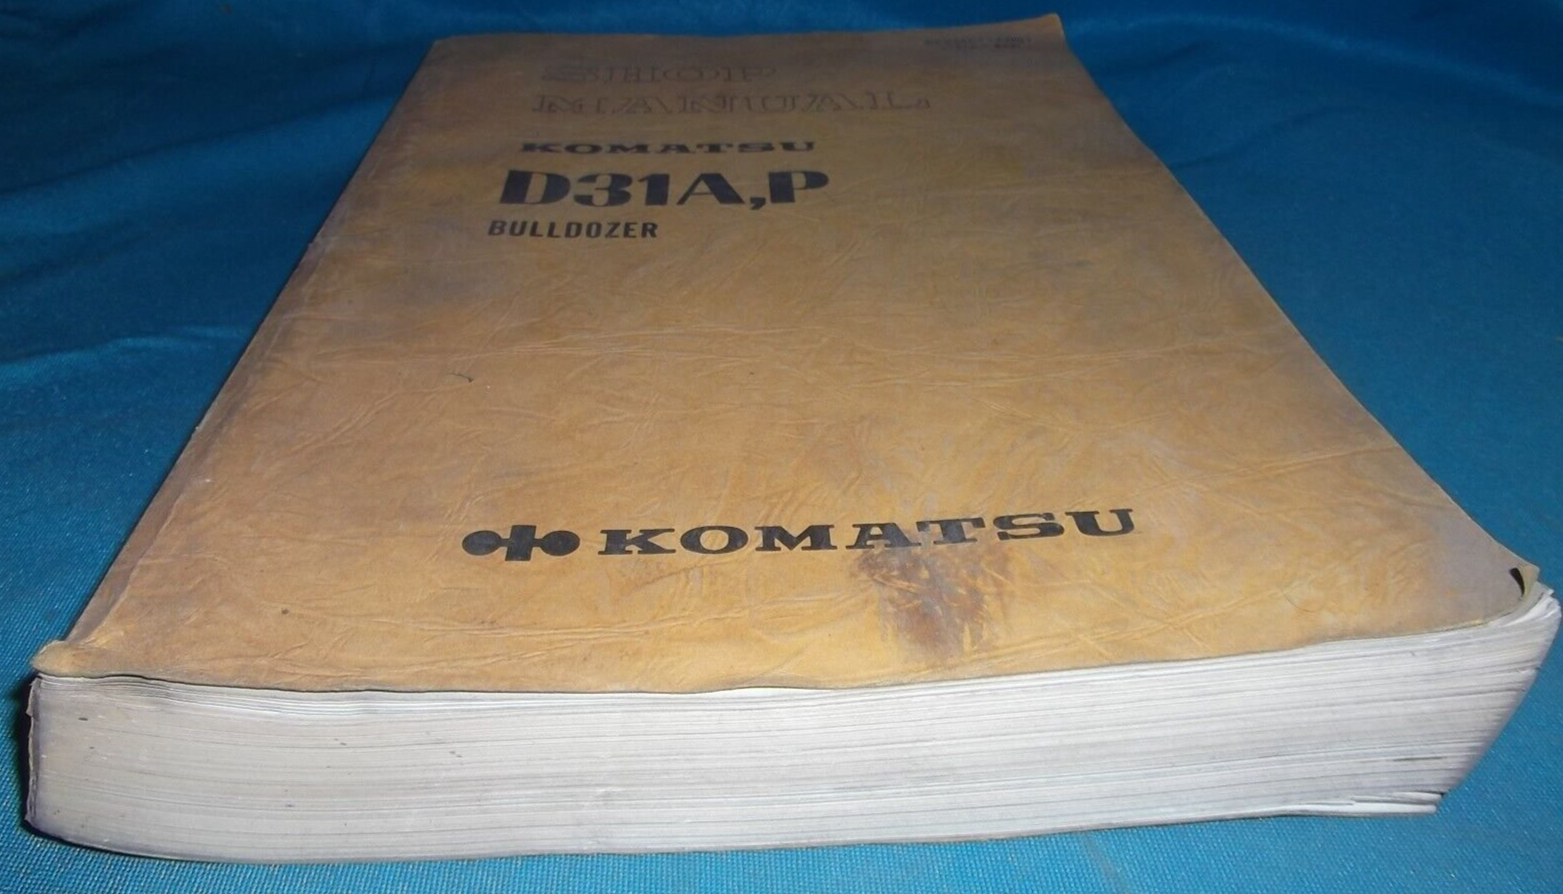 SHOP
MANUAL
KOMATSU
D31A,P
BULLDOZER
KOMATSU